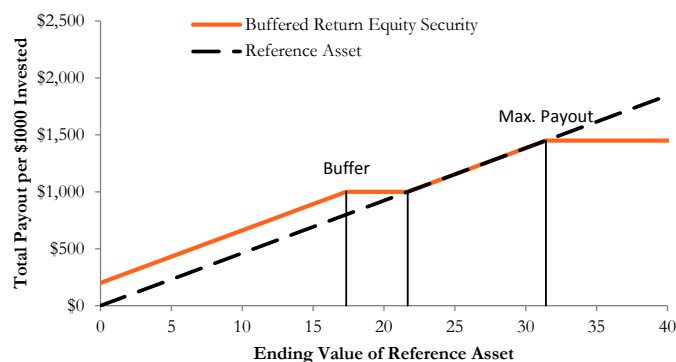 $2,500
Buffered Return Equity Security
Reference Asset
$2,000
Max. Payout
$1,500
Buffer
$1,000
$500
$0
0 5 10 15 20 25 30 35 40
Total Payout per $1000 Invested
Ending Value of Reference Asset